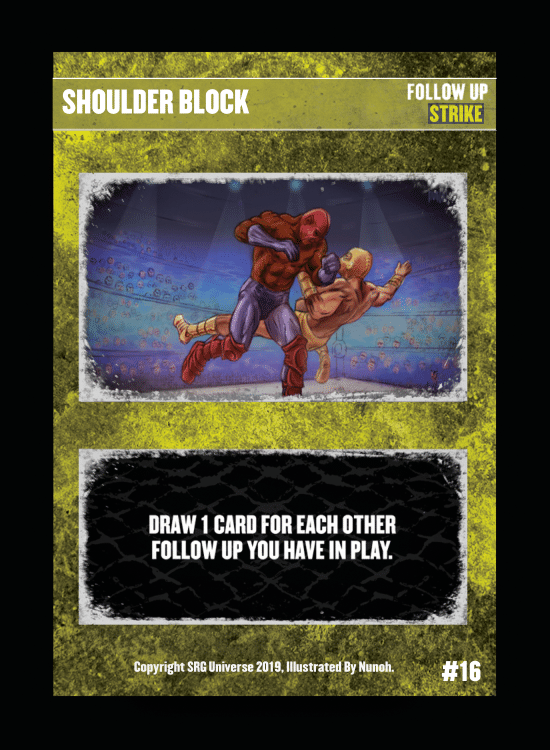 SHOULDER BLOCK
FOLLOW UP
STRIKE
DRAW 1 CARD FOR EACH OTHER
FOLLOW UP YOU HAVE IN PLAY.
Copyright SRG Universe 2019, Illustrated By Nunoh.
#16